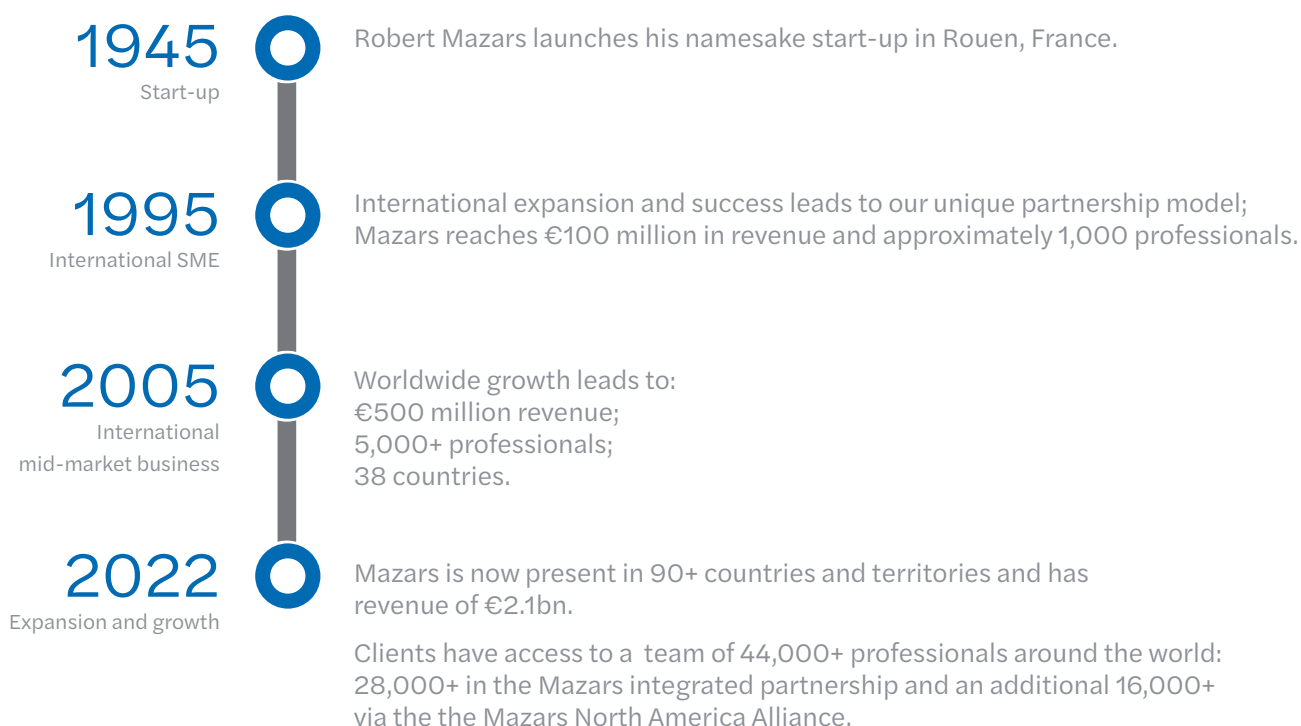 1945
Start-up
Robert Mazars launches his namesake start-up in Rouen, France.
1995
International SME
International expansion and success leads to our unique partnership model;
Mazars reaches €100 million in revenue and approximately 1,000 professionals.
2005
International
mid-market business
Worldwide growth leads to:
€500 million revenue;
5,000+ professionals;
38 countries.
2022
Expansion and growth
Mazars is now present in 90+ countries and territories and has
revenue of €2.1bn.
Clients have access to a team of 44,000+ professionals around the world:
28,000+ in the Mazars integrated partnership and an additional 16,000+
via the the Mazars North America Alliance.